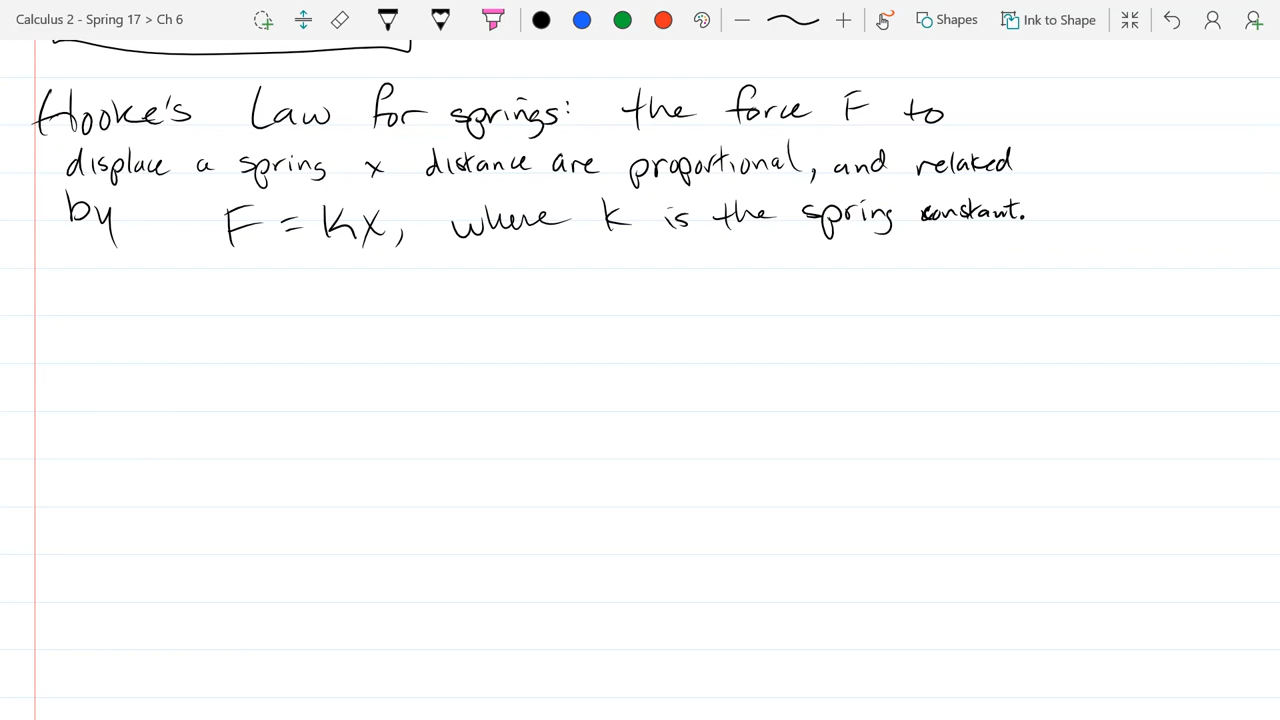 Calculus 2 - Spring 17 > Ch 6
Shapes
Ink to Shape
Hooke's Law for springs: the force F to
displace a spring x distance are proportional, and related
by F = kx, where k is the spring constant.